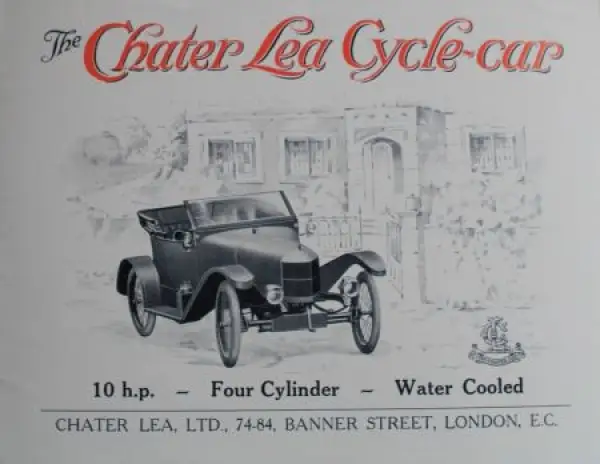 The Chater Lea Cycle-car
10 h.p. – Four Cylinder – Water Cooled
CHATER LEA, LTD., 74-84, BANNER STREET, LONDON, E.C.